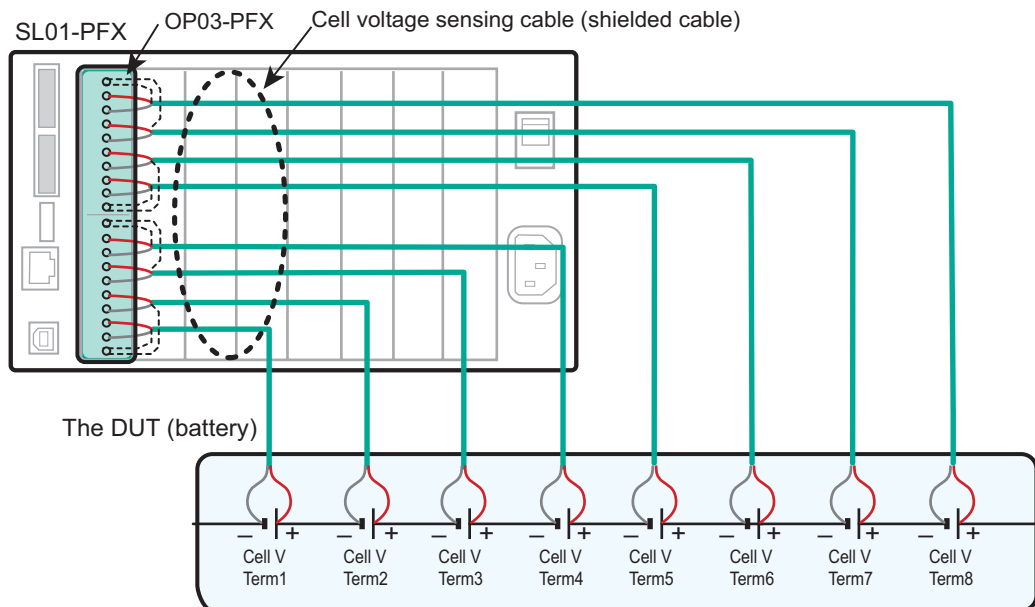 Cell voltage sensing cable (shielded cable)
OP03-PFX
SL01-PFX
The DUT (battery)
− + − + − + − + − + − + − + − +
Cell V Cell V Cell V Cell V Cell V Cell V Cell V Cell V
Term1 Term2 Term3 Term4 Term5 Term6 Term7 Term8